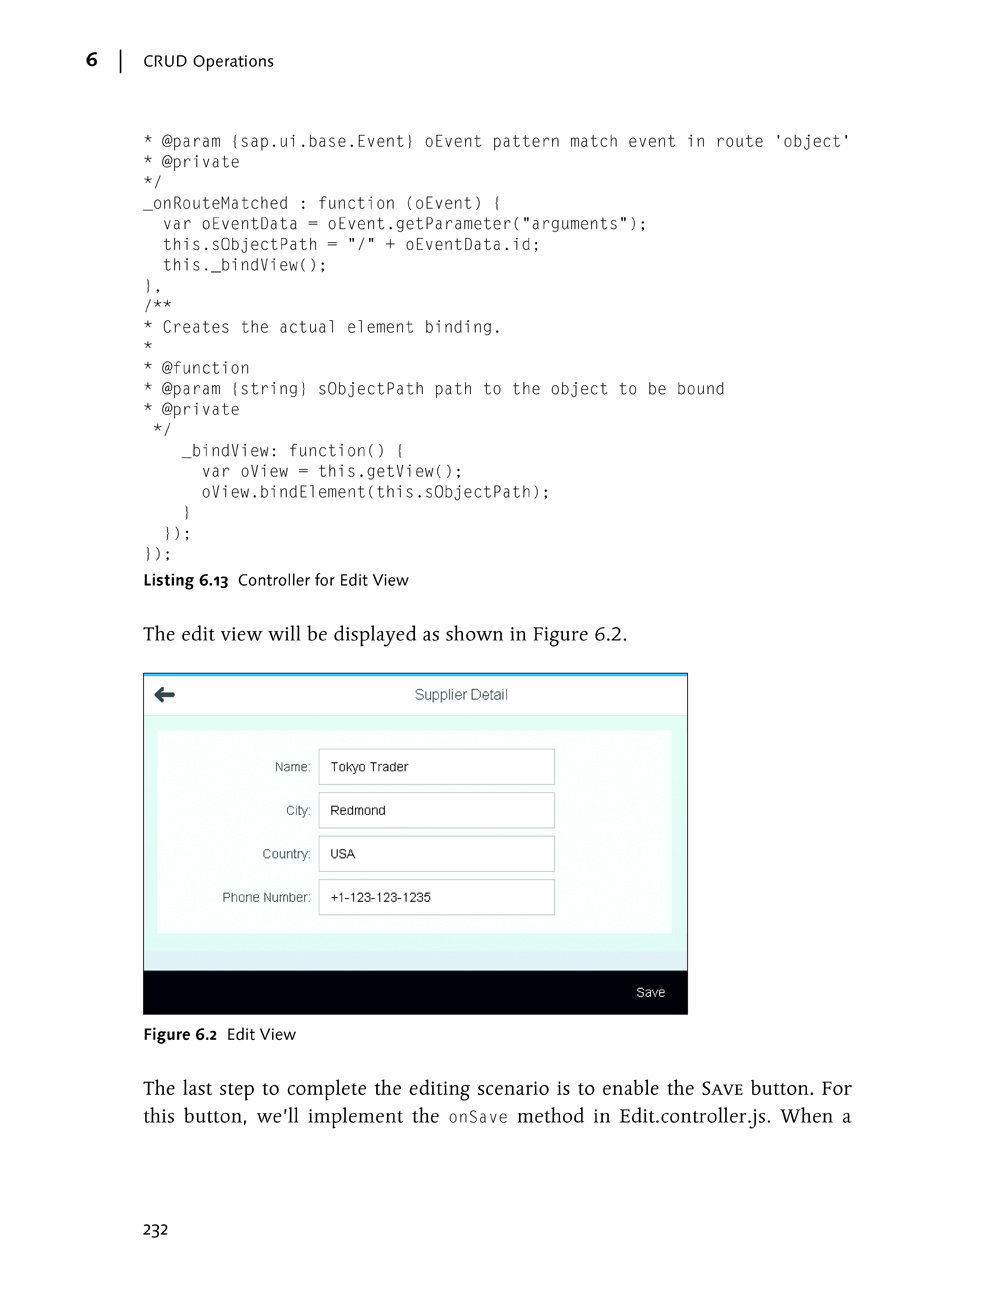 6 | CRUD Operations
* @param {sap.ui.base.Event} oEvent pattern match event in route 'object'
* @private
*/
_onRouteMatched : function (oEvent) {
  var oEventData = oEvent.getParameter("arguments");
  this.sObjectPath = "/" + oEventData.id;
  this._bindView();
},
/**
* Creates the actual element binding.
*
* @function
* @param {string} sObjectPath path to the object to be bound
* @private
 */
    _bindView: function() {
      var oView = this.getView();
      oView.bindElement(this.sObjectPath);
    }
  });
});
Listing 6.13 Controller for Edit View
The edit view will be displayed as shown in Figure 6.2.
Supplier Detail
Name: Tokyo Trader
City: Redmond
Country: USA
Phone Number: +1-123-123-1235
Save
Figure 6.2 Edit View
The last step to complete the editing scenario is to enable the SAVE button. For
this button, we'll implement the onSave method in Edit.controller.js. When a
232